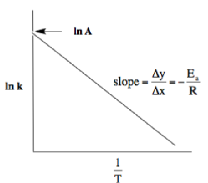 ln A
ln k
slope = Δy/Δx = - Eₐ/R
1/T